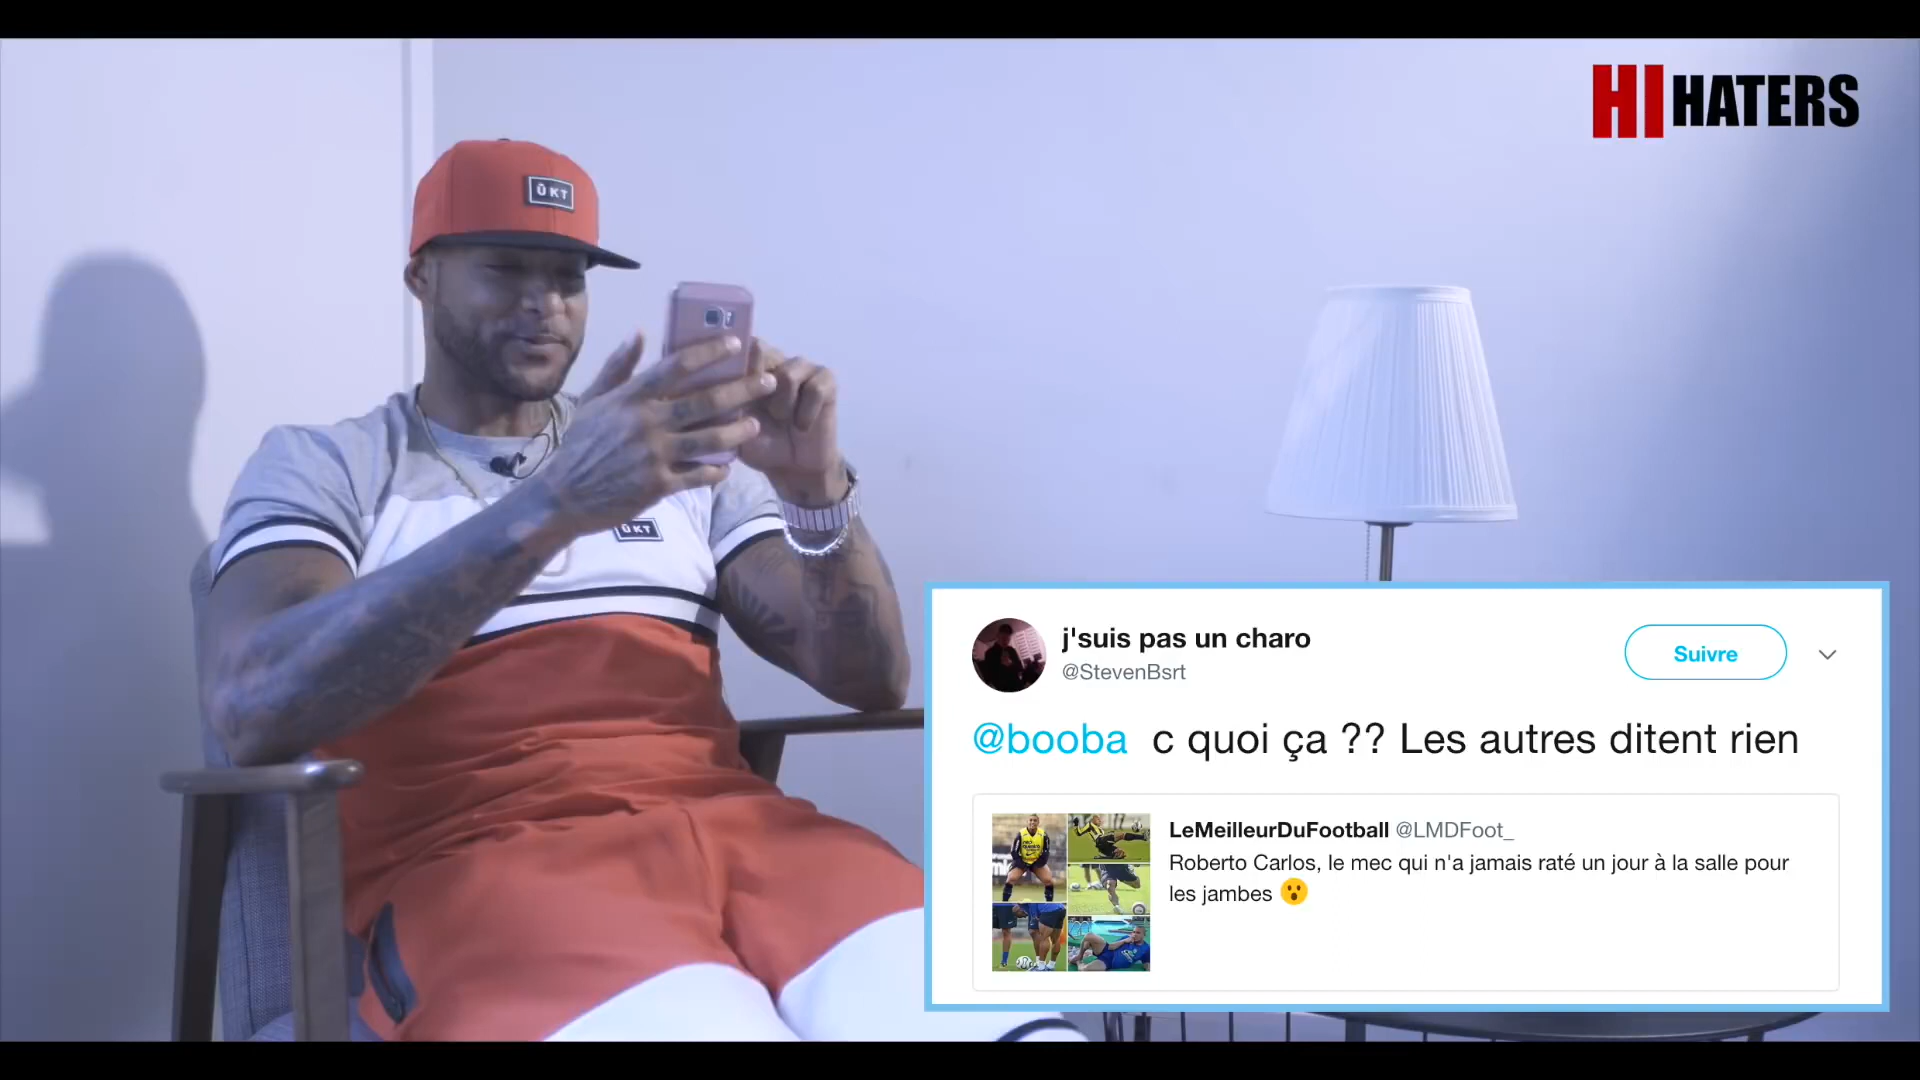 HI HATERS
ÜKT
ÜKT
j'suis pas un charo
@StevenBsrt
Suivre
@booba c quoi ça ?? Les autres ditent rien
LeMeilleurDuFootball @LMDFoot_
Roberto Carlos, le mec qui n'a jamais raté un jour à la salle pour
les jambes 😮